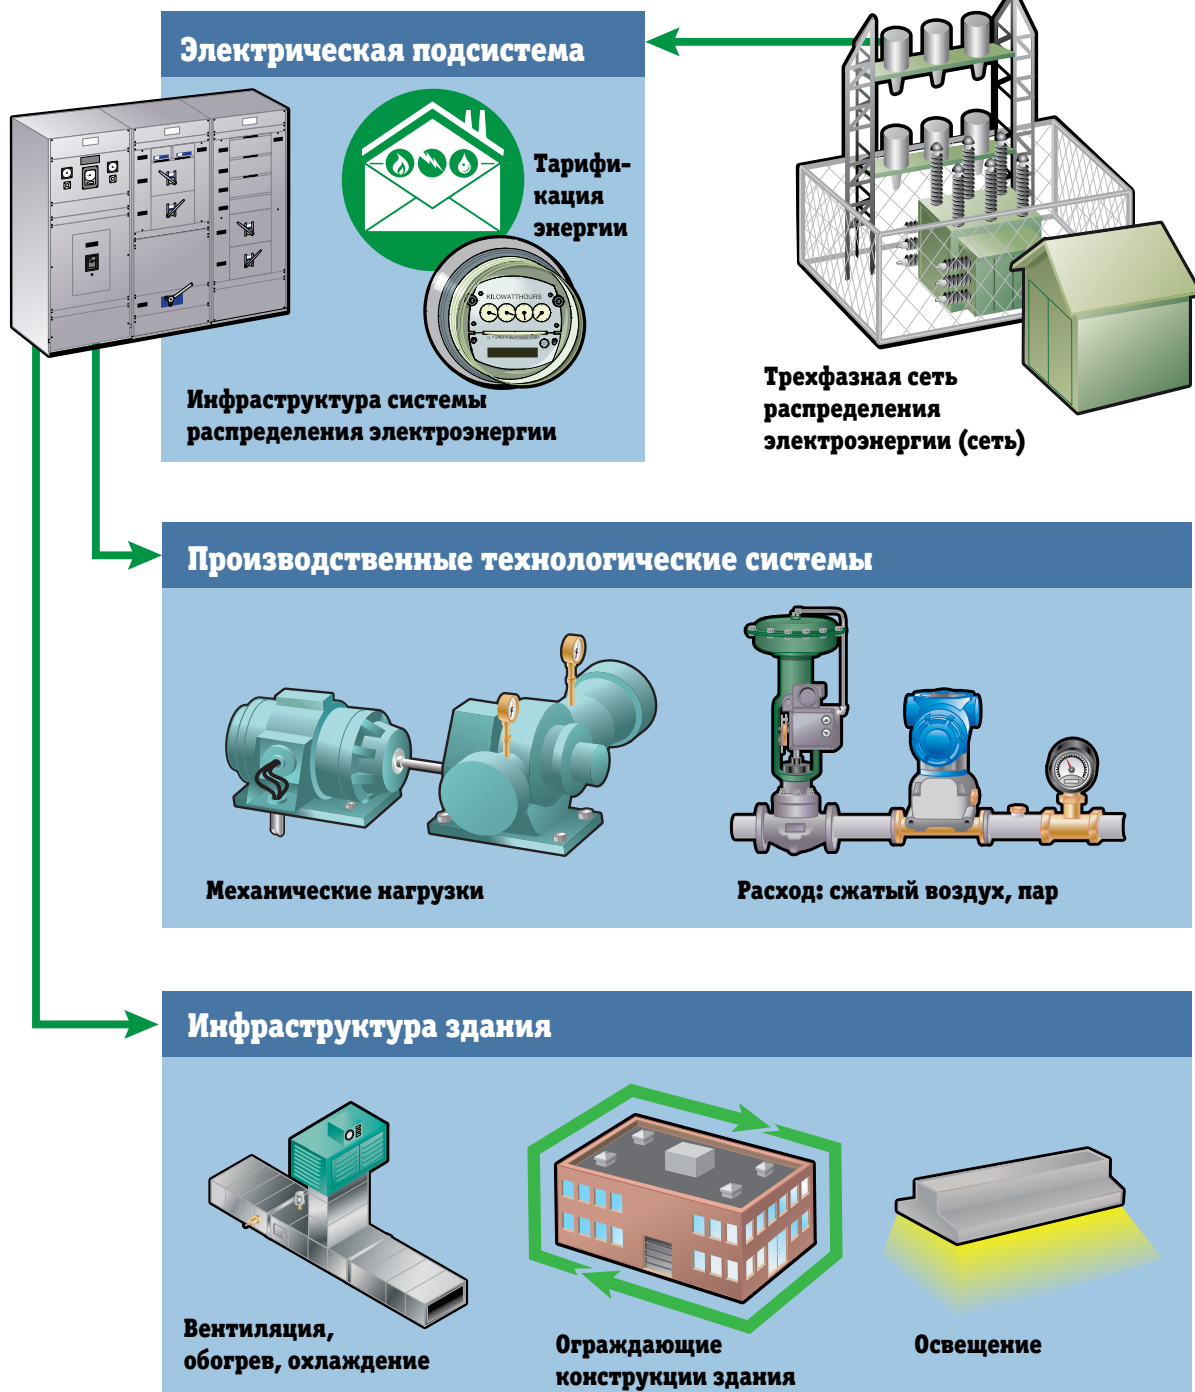 Электрическая подсистема
Тарифи-
кация
энергии
KILOWATTHOURS
Инфраструктура системы
распределения электроэнергии
Трехфазная сеть
распределения
электроэнергии (сеть)
Производственные технологические системы
Механические нагрузки
Расход: сжатый воздух, пар
Инфраструктура здания
Вентиляция,
обогрев, охлаждение
Ограждающие
конструкции здания
Освещение